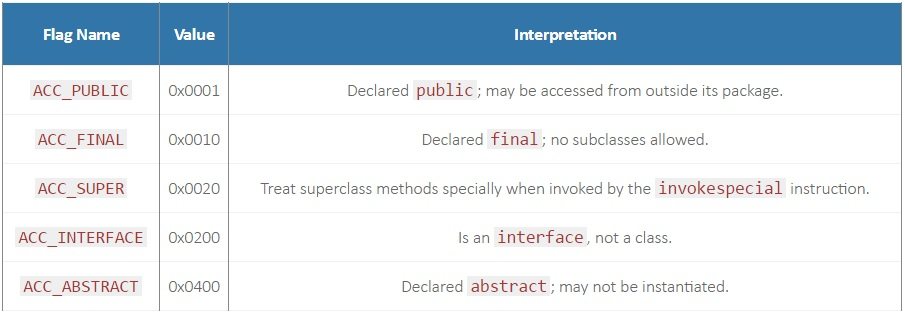 Flag Name Value Interpretation
ACC_PUBLIC 0x0001 Declared public; may be accessed from outside its package.
ACC_FINAL 0x0010 Declared final; no subclasses allowed.
ACC_SUPER 0x0020 Treat superclass methods specially when invoked by the invokespecial instruction.
ACC_INTERFACE 0x0200 Is an interface, not a class.
ACC_ABSTRACT 0x0400 Declared abstract; may not be instantiated.